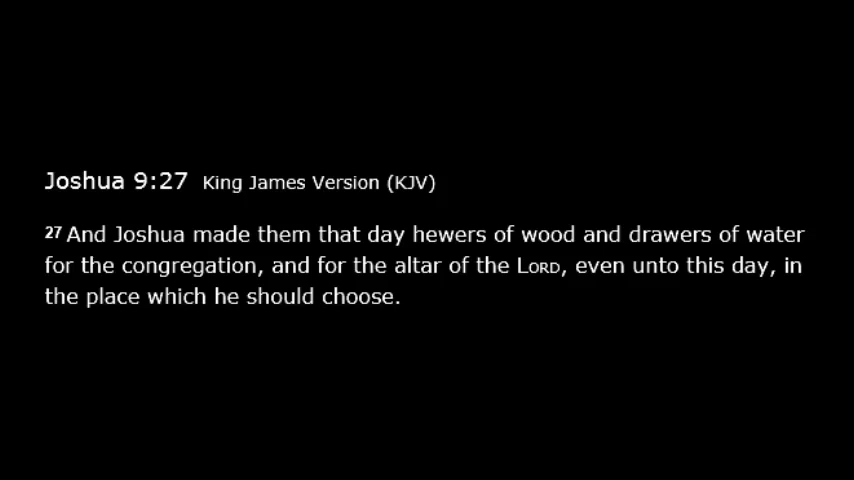 Joshua 9:27 King James Version (KJV)
27 And Joshua made them that day hewers of wood and drawers of water
for the congregation, and for the altar of the LORD, even unto this day, in
the place which he should choose.